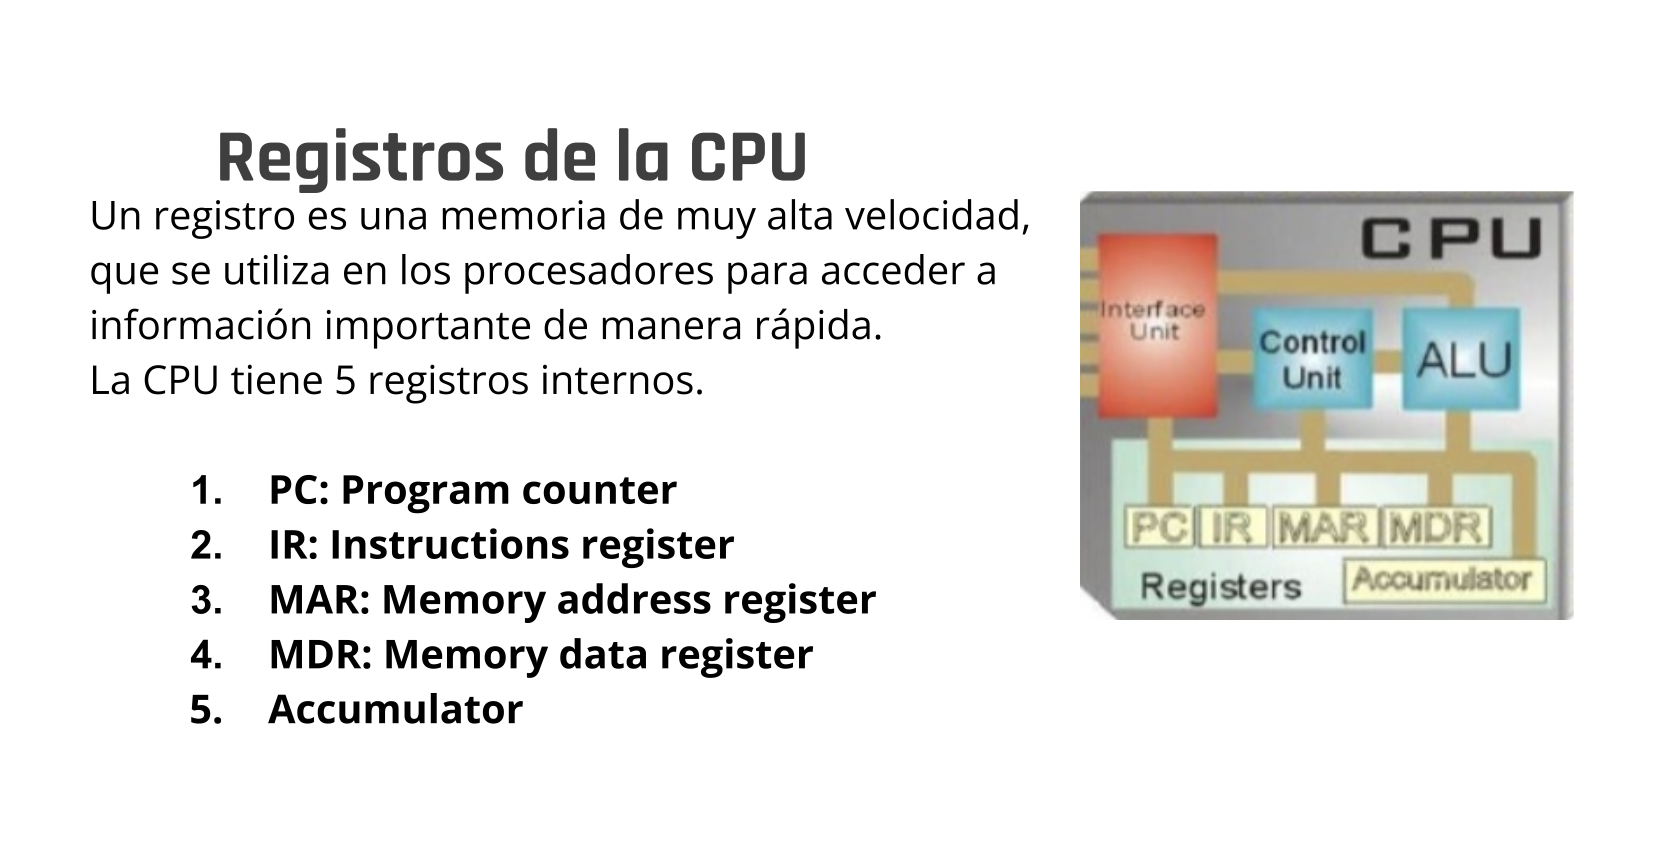 Registros de la CPU
Un registro es una memoria de muy alta velocidad,
que se utiliza en los procesadores para acceder a
información importante de manera rápida.
La CPU tiene 5 registros internos.
1. PC: Program counter
2. IR: Instructions register
3. MAR: Memory address register
4. MDR: Memory data register
5. Accumulator
CPU
Interface
Unit
Control
Unit
ALU
PC IR MAR MDR
Registers
Accumulator